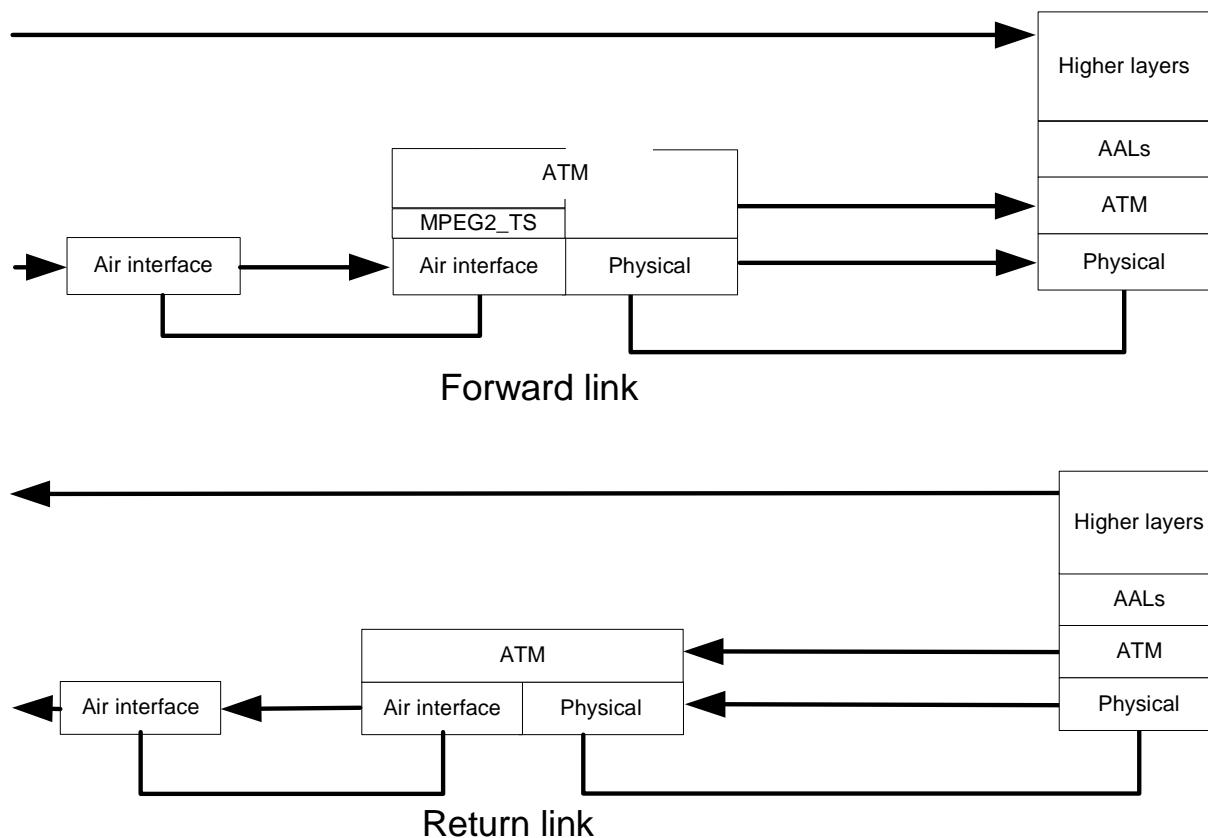 Higher layers
AALs
ATM
ATM
MPEG2_TS
Air interface
Air interface
Physical
Physical
Forward link
Higher layers
AALs
ATM
ATM
Air interface
Air interface
Physical
Physical
Return link